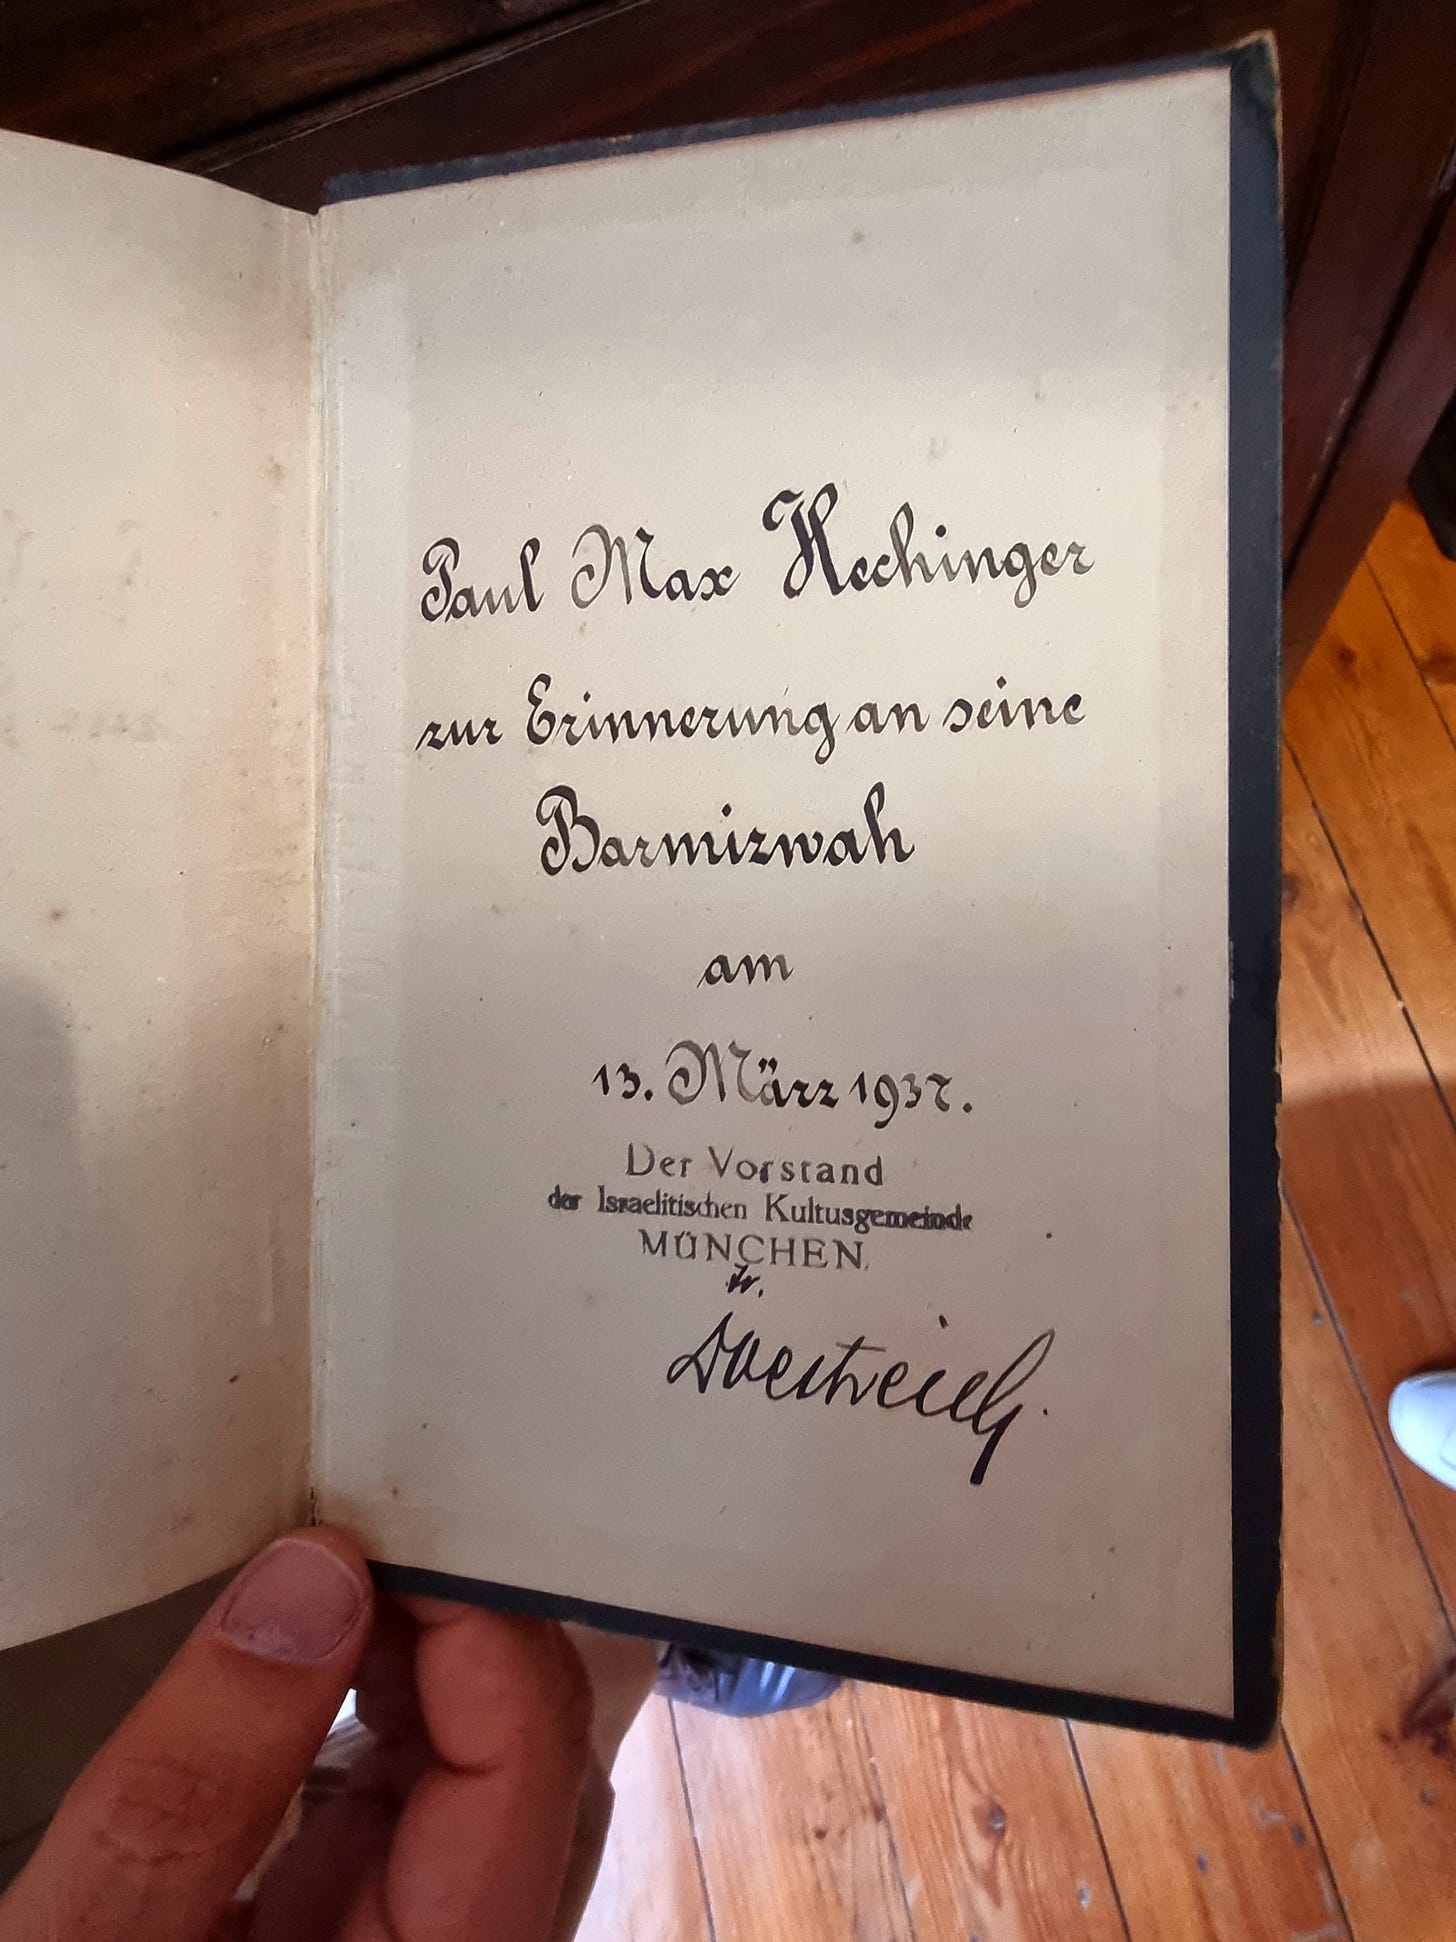 Paul Max Hechinger
zur Erinnerung an seine
Barmizwah
am
13. März 1937.
Der Vorstand
der Israelitischen Kultusgemeinde
MÜNCHEN.